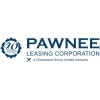 20
PAWNEE
LEASING CORPORATION
a Chesswood Group Limited company